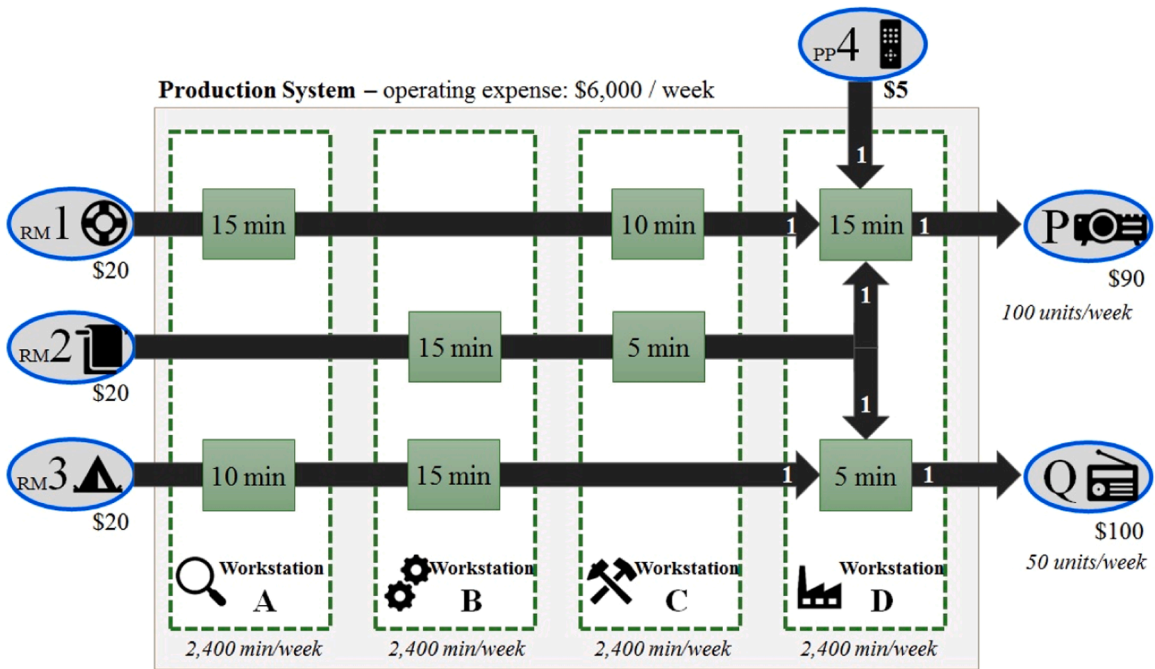 PP4
$5
Production System – operating expense: $6,000 / week
1
RM1
15 min
10 min
1
15 min
1
P
$20
$90
100 units/week
1
RM2
15 min
5 min
$20
1
RM3
10 min
15 min
1
5 min
1
Q
$20
$100
50 units/week
Workstation
A
Workstation
B
Workstation
C
Workstation
D
2,400 min/week
2,400 min/week
2,400 min/week
2,400 min/week